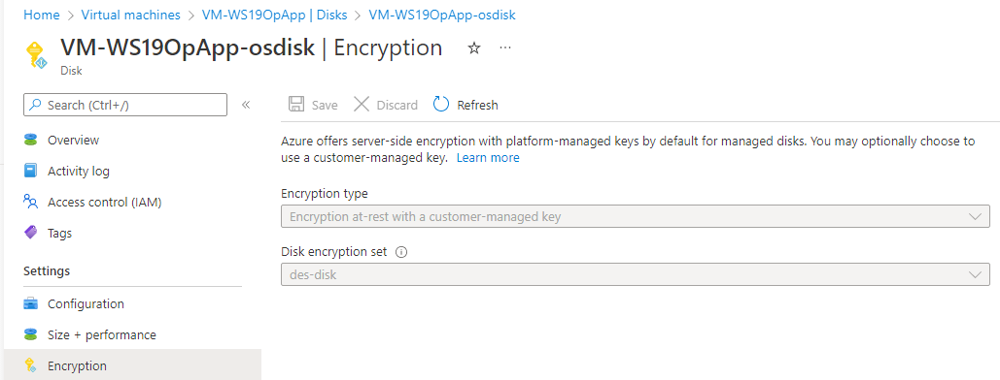 Home > Virtual machines > VM-WS19OpApp | Disks > VM-WS19OpApp-osdisk
VM-WS19OpApp-osdisk | Encryption
Disk
Search (Ctrl+/)
Save Discard Refresh
Overview
Activity log
Access control (IAM)
Tags
Settings
Configuration
Size + performance
Encryption
Azure offers server-side encryption with platform-managed keys by default for managed disks. You may optionally choose to
use a customer-managed key. Learn more
Encryption type
Encryption at-rest with a customer-managed key
Disk encryption set
des-disk